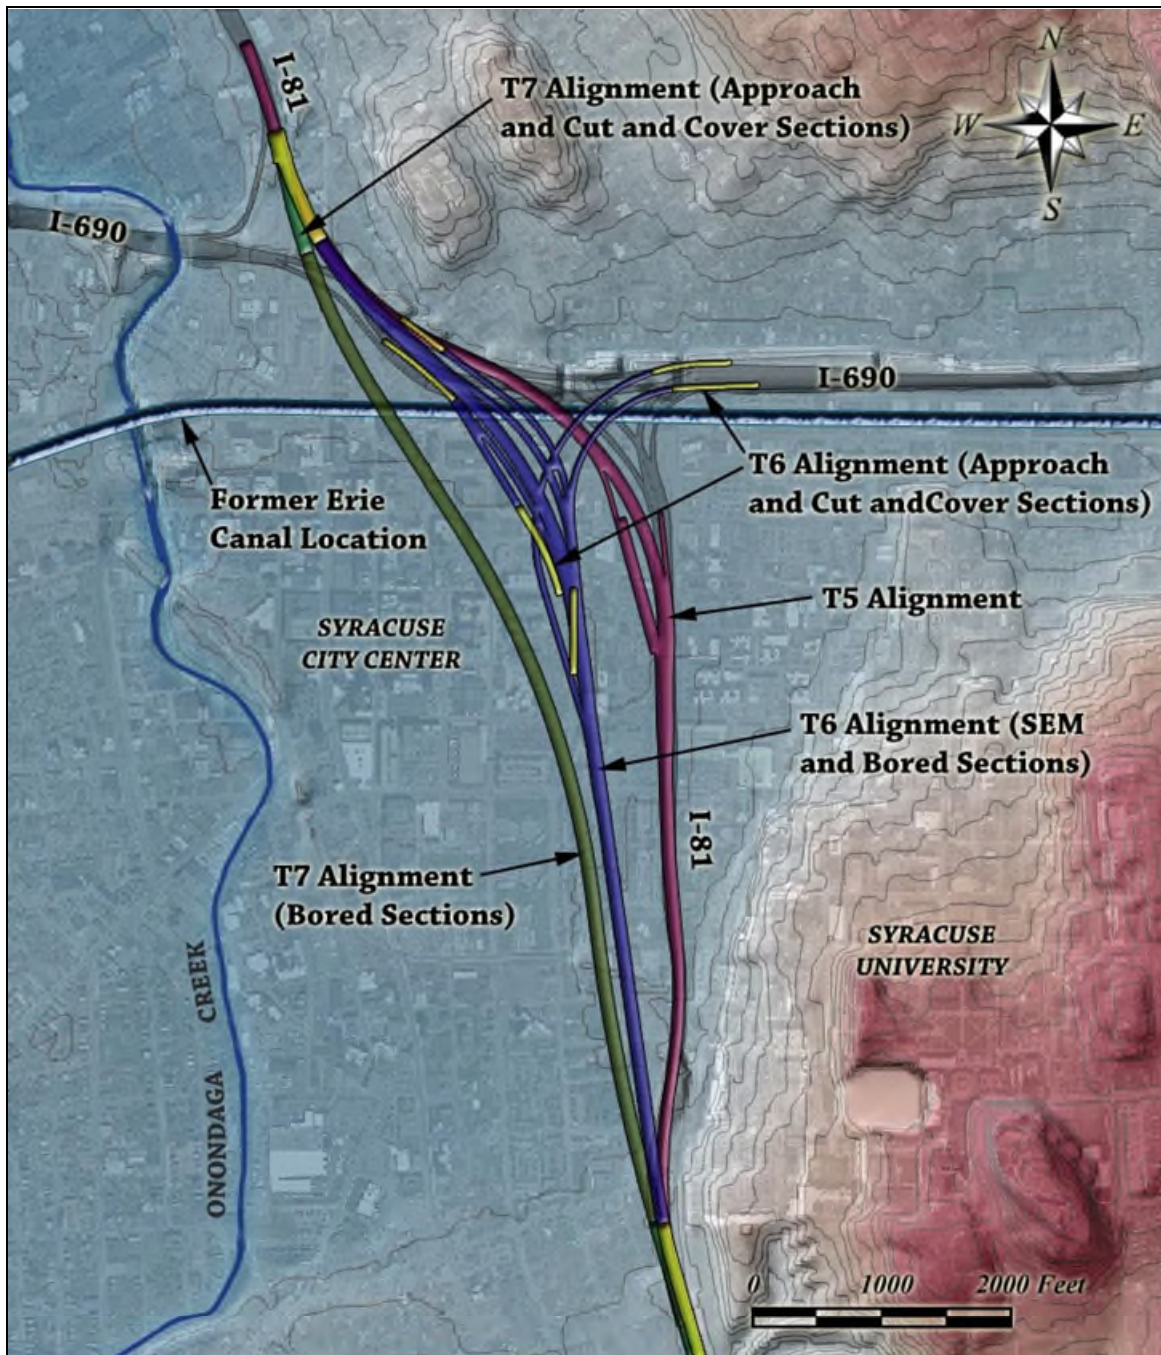 N
I-81
T7 Alignment (Approach
and Cut and Cover Sections)
W
E
S
I-690
I-690
T6 Alignment (Approach
and Cut andCover Sections)
Former Erie
Canal Location
T5 Alignment
SYRACUSE
CITY CENTER
T6 Alignment (SEM
and Bored Sections)
I-81
T7 Alignment
(Bored Sections)
SYRACUSE
UNIVERSITY
ONONDAGA CREEK
0 1000 2000 Feet